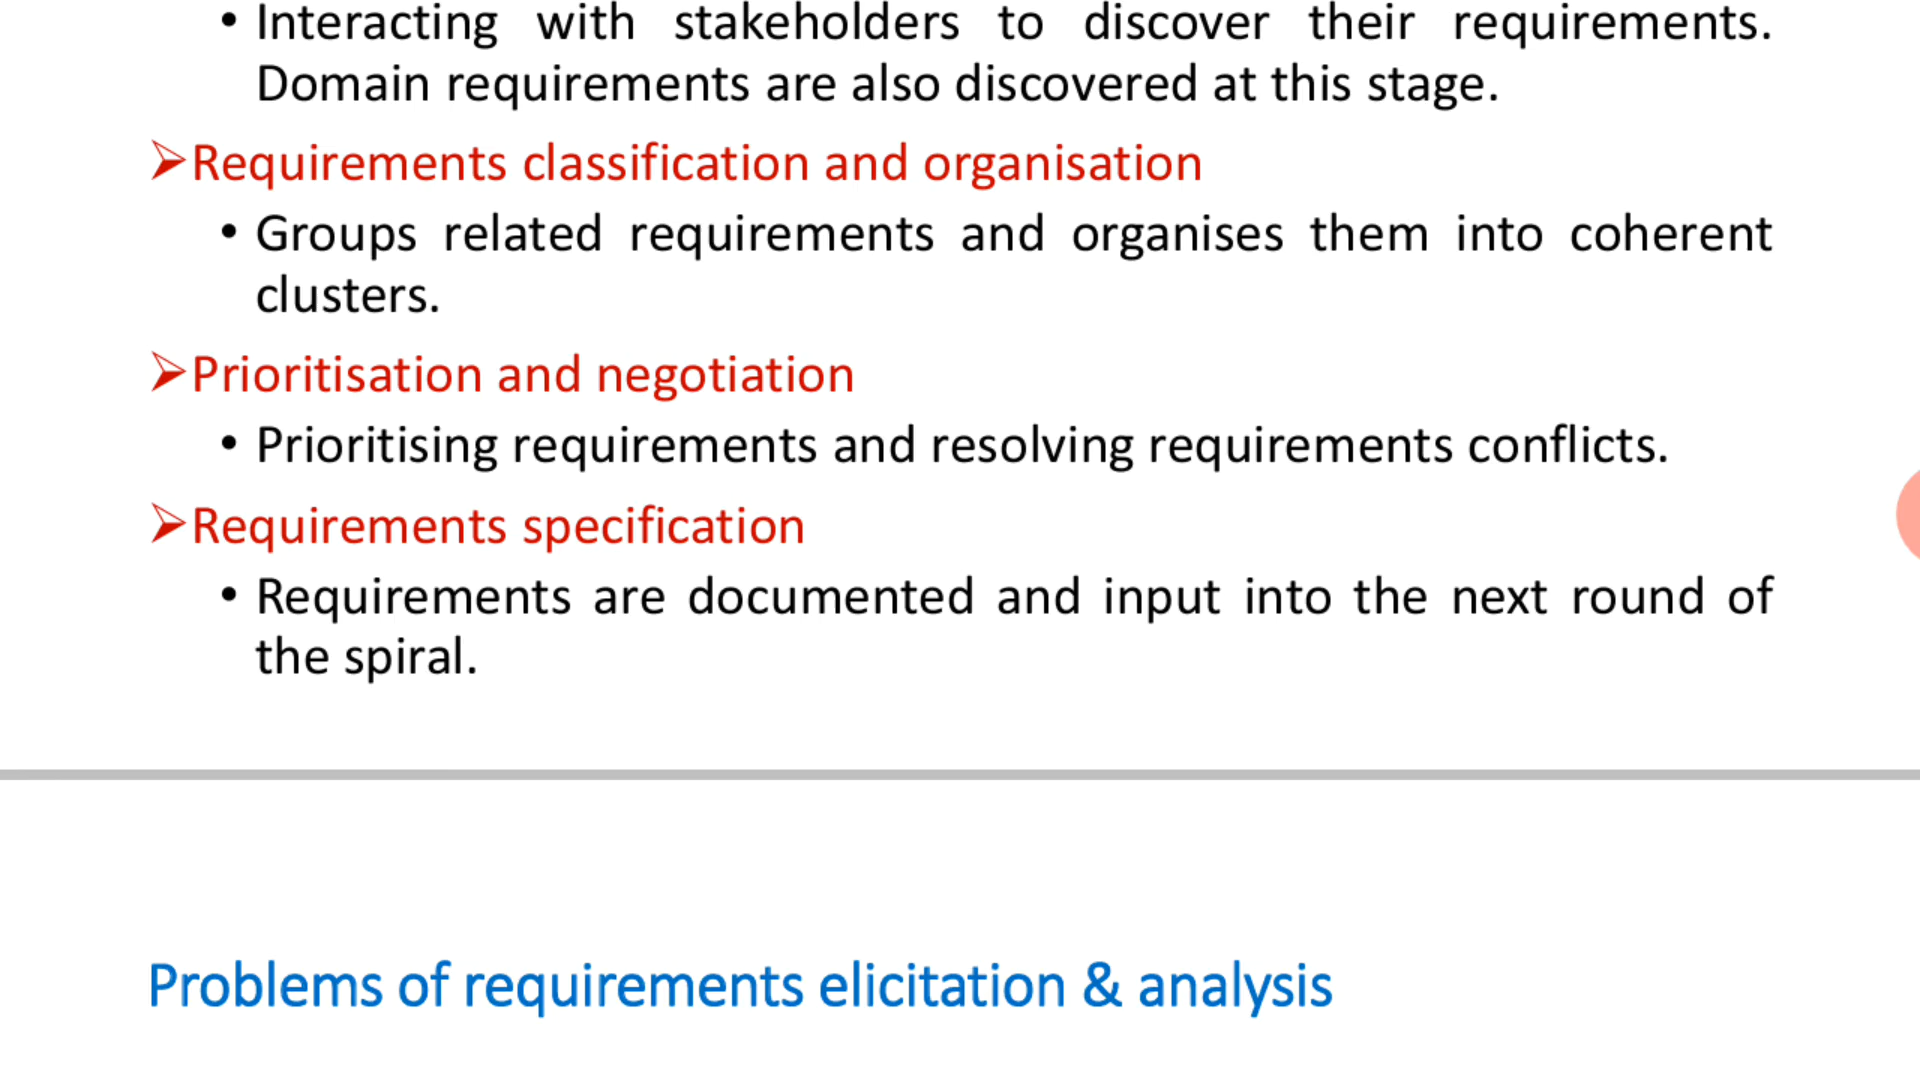 • Interacting with stakeholders to discover their requirements.
Domain requirements are also discovered at this stage.
➢Requirements classification and organisation
• Groups related requirements and organises them into coherent
clusters.
➢Prioritisation and negotiation
• Prioritising requirements and resolving requirements conflicts.
➢Requirements specification
• Requirements are documented and input into the next round of
the spiral.
Problems of requirements elicitation & analysis